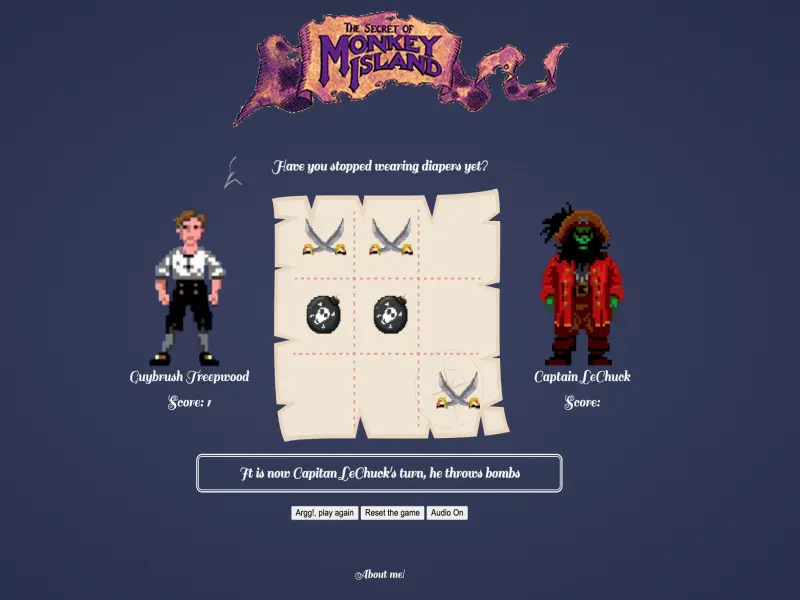 The Secret of
Monkey
Island
Have you stopped wearing diapers yet?
Guybrush Treepwood
Score: 1
Captain LeChuck
Score:
It is now Capitan LeChuck's turn, he throws bombs
Argg!, play again
Reset the game
Audio On
About me!